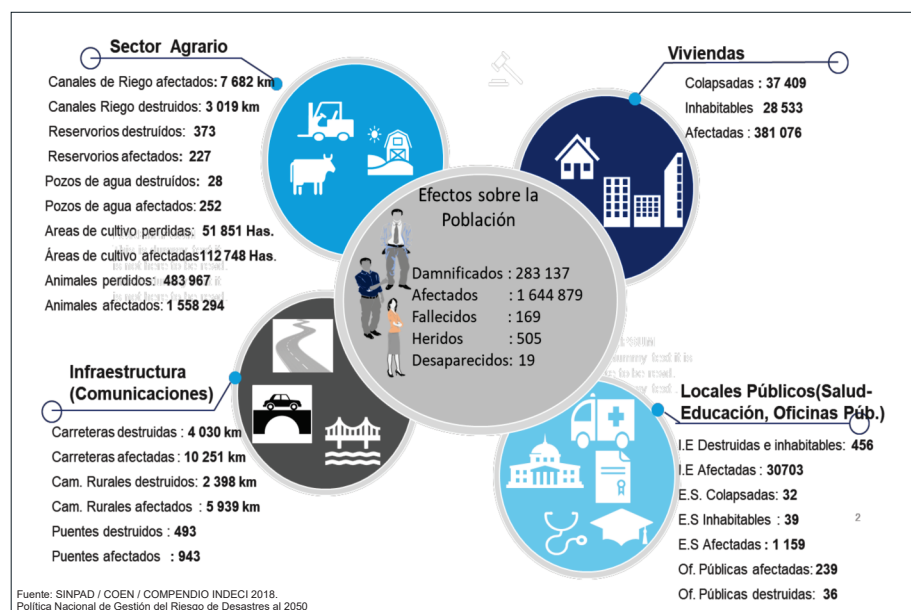 Sector Agrario
Canales de Riego afectados: 7 682 km
Canales Riego destruidos: 3 019 km
Reservorios destruídos: 373
Reservorios afectados: 227
Pozos de agua destruídos: 28
Pozos de agua afectados: 252
Areas de cultivo perdidas: 51 851 Has.
Áreas de cultivo afectadas 112 748 Has.
Animales perdidos: 483 967
Animales afectados: 1 558 294
Viviendas
Colapsadas : 37 409
Inhabitables 28 533
Afectadas : 381 076
Efectos sobre la
Población
Damnificados : 283 137
Afectados : 1 644 879
Fallecidos : 169
Heridos : 505
Desaparecidos: 19
Infraestructura
(Comunicaciones)
Carreteras destruidas : 4 030 km
Carreteras afectadas : 10 251 km
Cam. Rurales destruidos: 2 398 km
Cam. Rurales afectados : 5 939 km
Puentes destruidos : 493
Puentes afectados : 943
Locales Públicos(Salud-
Educación, Oficinas Púb.)
I.E Destruidas e inhabitables: 456
I.E Afectadas : 30703
E.S. Colapsadas: 32
E.S Inhabitables : 39
E.S Afectadas : 1 159
Of. Públicas afectadas: 239
Of. Públicas destruidas: 36
2
Fuente: SINPAD / COEN / COMPENDIO INDECI 2018.
Política Nacional de Gestión del Riesgo de Desastres al 2050